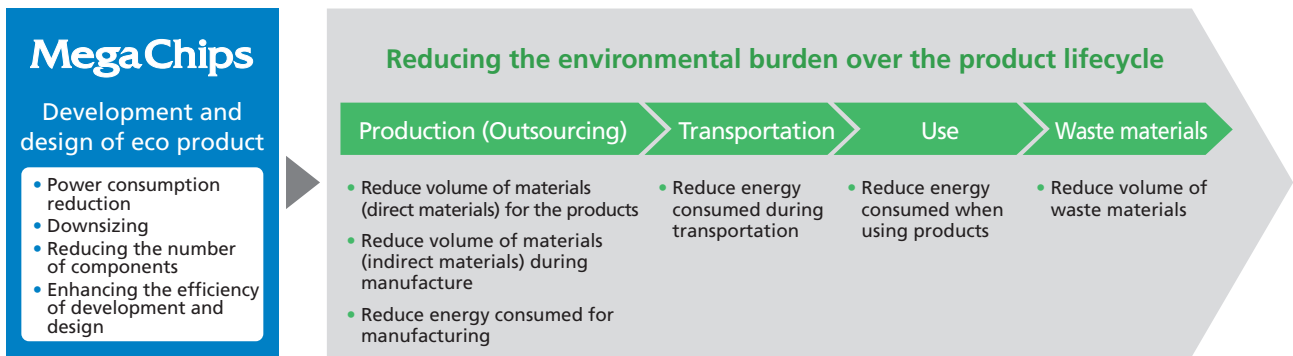 MegaChips
Development and
design of eco product
• Power consumption
reduction
• Downsizing
• Reducing the number
of components
• Enhancing the efficiency
of development and
design
Reducing the environmental burden over the product lifecycle
Production (Outsourcing)
• Reduce volume of materials
(direct materials) for the products
• Reduce volume of materials
(indirect materials) during
manufacture
• Reduce energy consumed for
manufacturing
Transportation
• Reduce energy
consumed during
transportation
Use
• Reduce energy
consumed when
using products
Waste materials
• Reduce volume of
waste materials